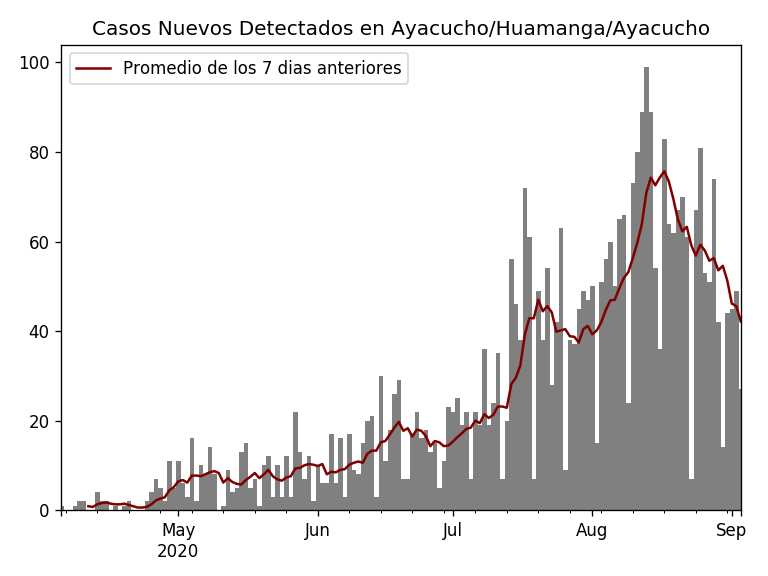 Casos Nuevos Detectados en Ayacucho/Huamanga/Ayacucho
Promedio de los 7 dias anteriores
100
80
60
40
20
0
May Jun Jul Aug Sep
2020